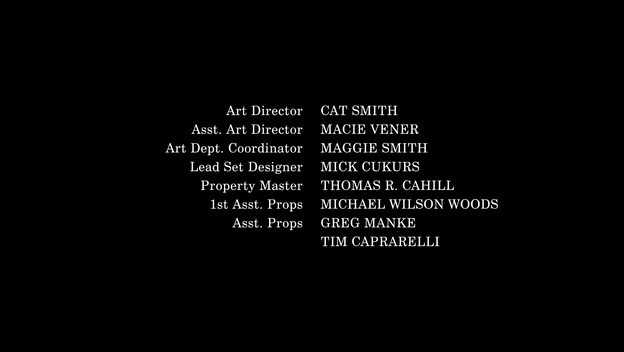 Art Director CAT SMITH
Asst. Art Director MACIE VENER
Art Dept. Coordinator MAGGIE SMITH
Lead Set Designer MICK CUKURS
Property Master THOMAS R. CAHILL
1st Asst. Props MICHAEL WILSON WOODS
Asst. Props GREG MANKE
TIM CAPRARELLI